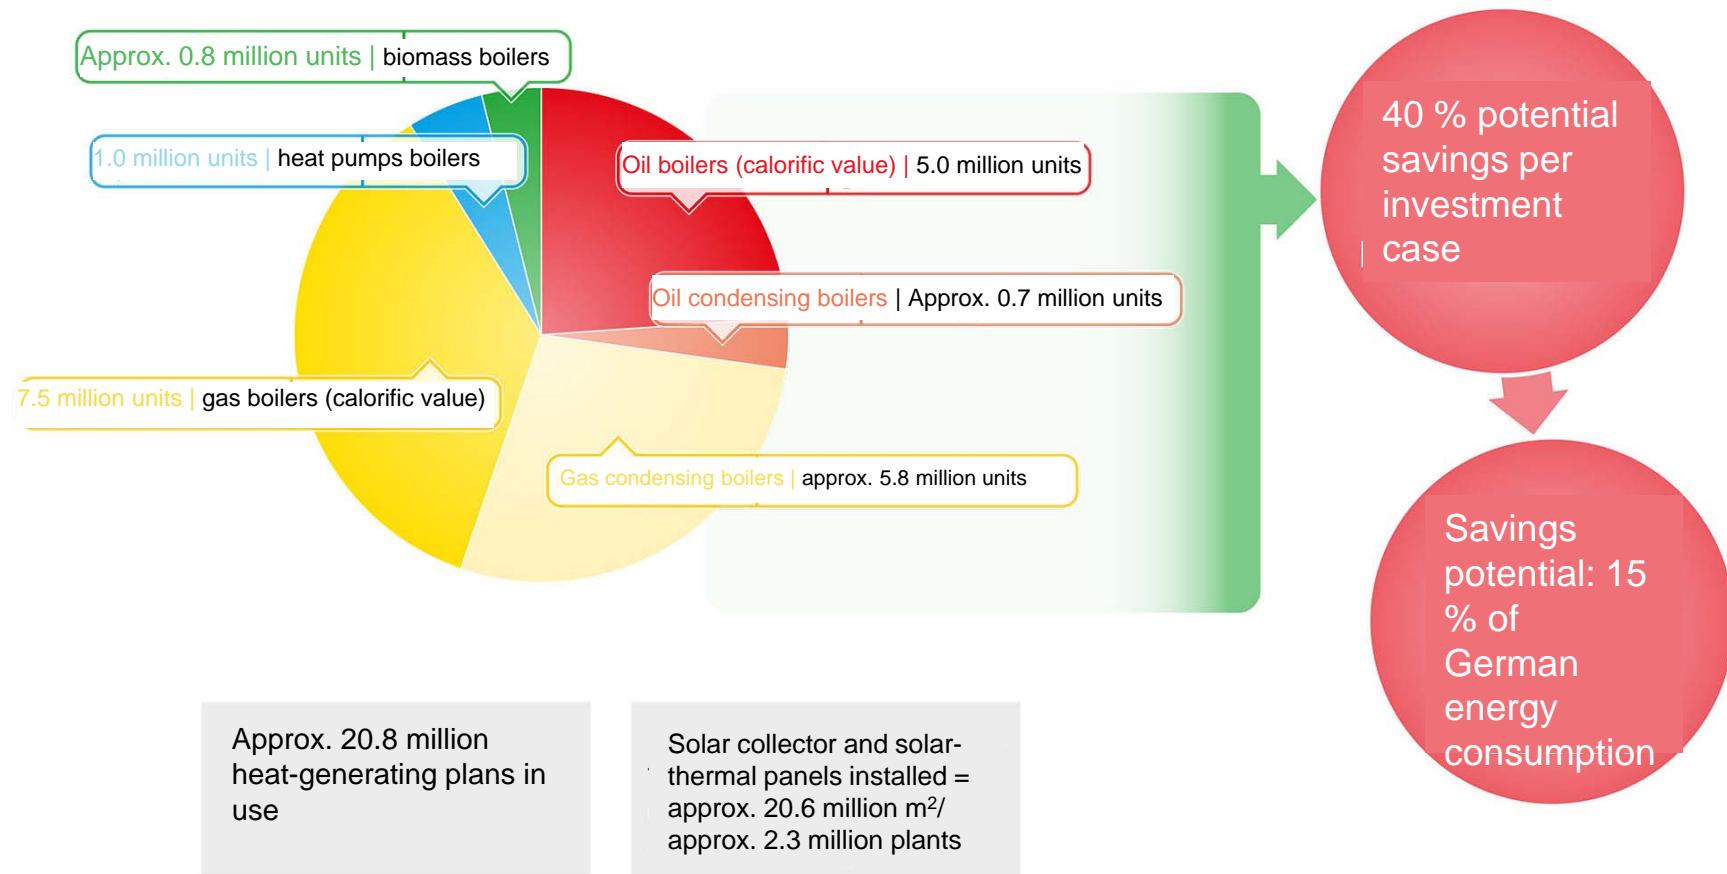 Approx. 0.8 million units | biomass boilers
1.0 million units | heat pumps boilers
Oil boilers (calorific value) | 5.0 million units
Oil condensing boilers | Approx. 0.7 million units
7.5 million units | gas boilers (calorific value)
Gas condensing boilers | approx. 5.8 million units
40 % potential
savings per
investment
case
Savings
potential: 15
% of
German
energy
consumption
Approx. 20.8 million
heat-generating plans in
use
Solar collector and solar-
thermal panels installed =
approx. 20.6 million m²/
approx. 2.3 million plants